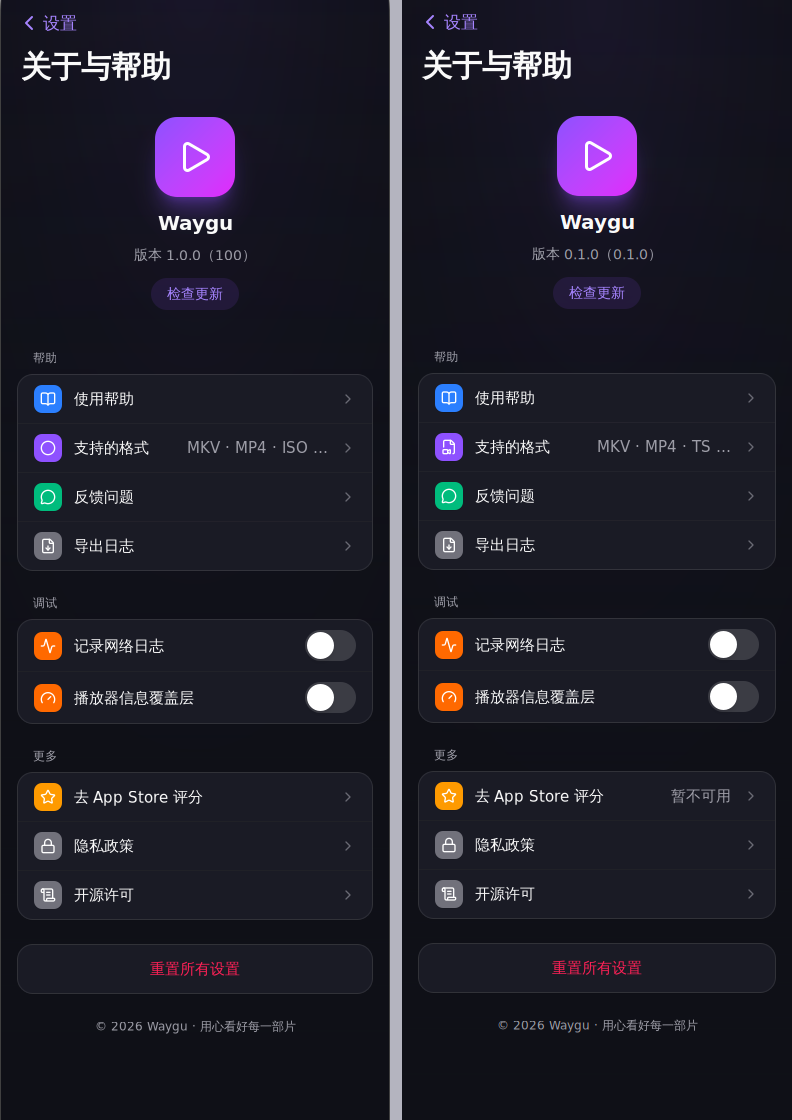 设置
关于与帮助
Waygu
版本 1.0.0（100）
检查更新
帮助
使用帮助
支持的格式 MKV · MP4 · ISO ...
反馈问题
导出日志
调试
记录网络日志
播放器信息覆盖层
更多
去 App Store 评分
隐私政策
开源许可
重置所有设置
© 2026 Waygu · 用心看好每一部片
设置
关于与帮助
Waygu
版本 0.1.0（0.1.0）
检查更新
帮助
使用帮助
支持的格式 MKV · MP4 · TS ...
反馈问题
导出日志
调试
记录网络日志
播放器信息覆盖层
更多
去 App Store 评分 暂不可用
隐私政策
开源许可
重置所有设置
© 2026 Waygu · 用心看好每一部片